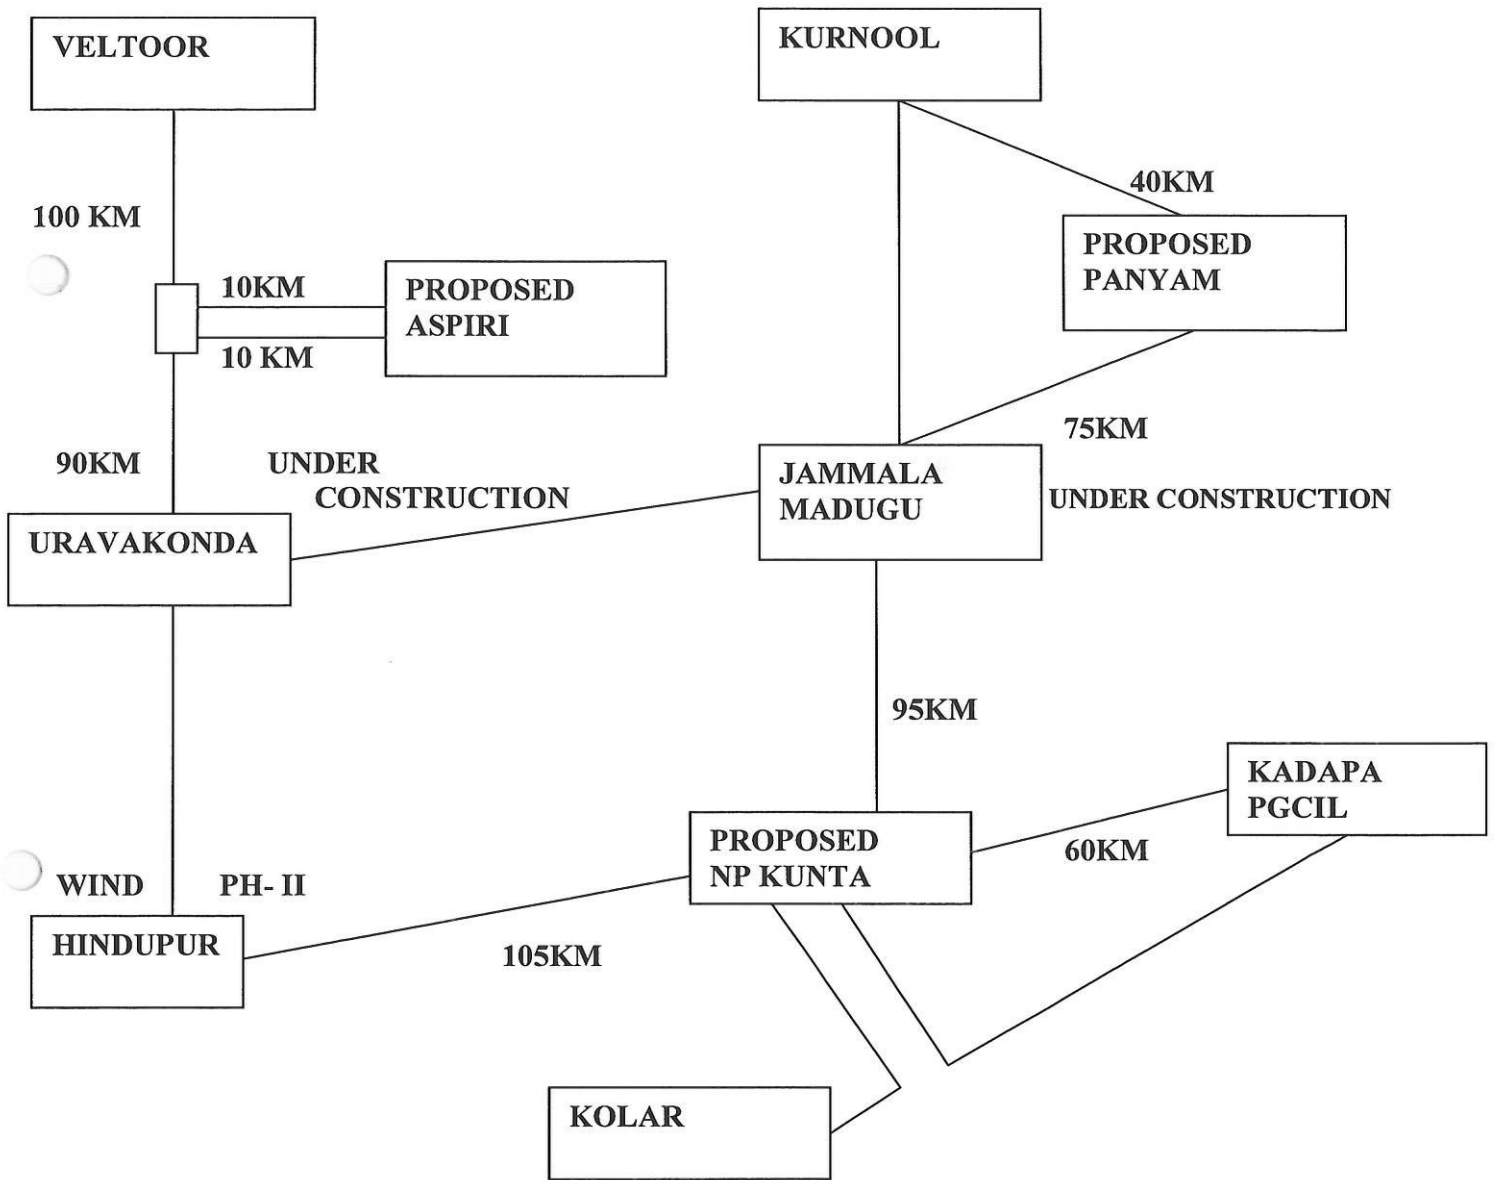 VELTOOR
KURNOOL
100 KM
40KM
PROPOSED
PANYAM
10KM
PROPOSED
ASPIRI
10 KM
75KM
90KM
UNDER
CONSTRUCTION
JAMMALA
MADUGU
UNDER CONSTRUCTION
URAVAKONDA
95KM
KADAPA
PGCIL
PROPOSED
NP KUNTA
60KM
WIND PH- II
HINDUPUR
105KM
KOLAR